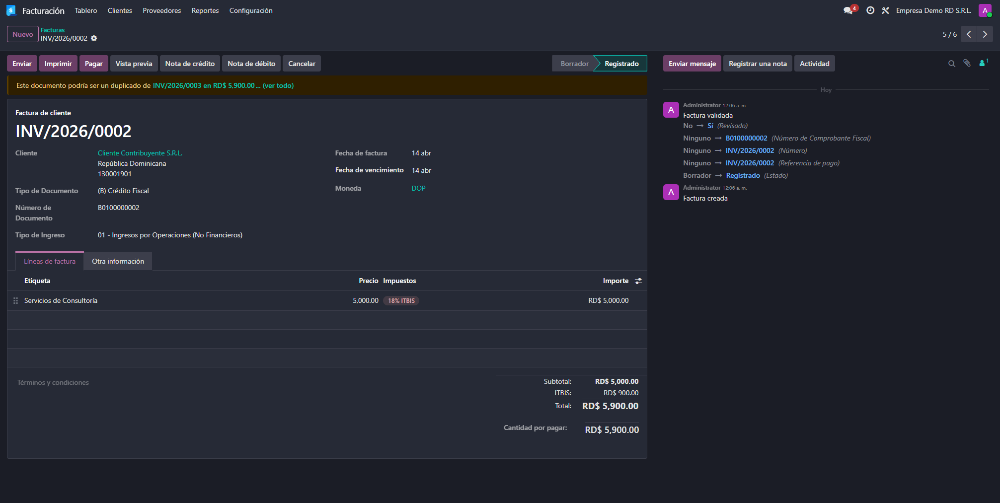 Facturación Tablero Clientes Proveedores Reportes Configuración 4 Empresa Demo RD S.R.L. A
Nuevo Facturas
INV/2026/0002
5 / 6
Enviar Imprimir Pagar Vista previa Nota de crédito Nota de débito Cancelar Borrador Registrado
Este documento podría ser un duplicado de INV/2026/0003 en RD$ 5,900.00... (ver todo)
Factura de cliente
INV/2026/0002
Cliente Cliente Contribuyente S.R.L.
República Dominicana
130001901
Fecha de factura 14 abr
Fecha de vencimiento 14 abr
Moneda DOP
Tipo de Documento (B) Crédito Fiscal
Número de Documento B0100000002
Tipo de Ingreso 01 - Ingresos por Operaciones (No Financieros)
Líneas de factura Otra información
Etiqueta Precio Impuestos Importe
Servicios de Consultoría 5,000.00 18% ITBIS RD$ 5,000.00
Términos y condiciones
Subtotal: RD$ 5,000.00
ITBIS: RD$ 900.00
Total: RD$ 5,900.00
Cantidad por pagar: RD$ 5,900.00
Enviar mensaje Registrar una nota Actividad 1
Hoy
A Administrator 12:06 a. m.
Factura validada
No → Sí (Revisado)
Ninguno → B0100000002 (Número de Comprobante Fiscal)
Ninguno → INV/2026/0002 (Número)
Ninguno → INV/2026/0002 (Referencia de pago)
Borrador → Registrado (Estado)
A Administrator 12:06 a. m.
Factura creada